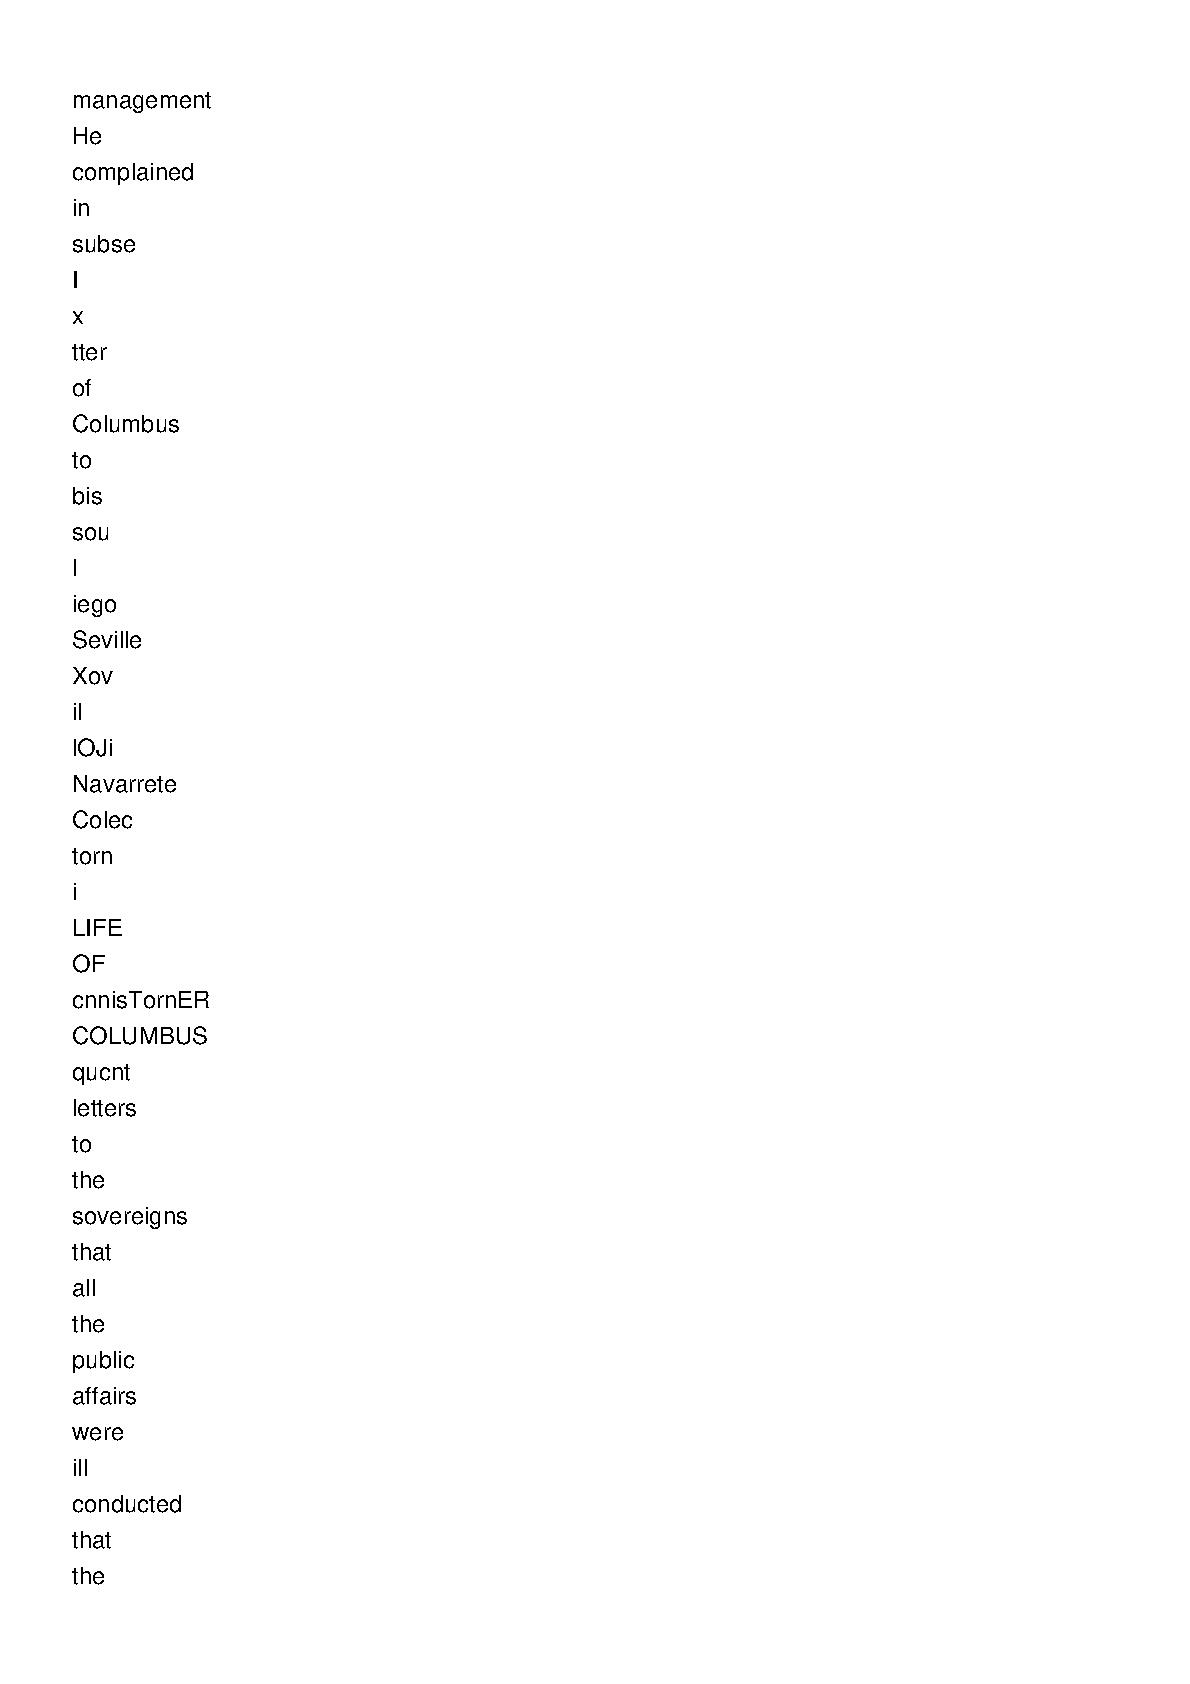 management
He
complained
in
subse
I
x
tter
of
Columbus
to
bis
sou
I
iego
Seville
Xov
il
lOJi
Navarrete
Colec
torn
i
LIFE
OF
cnnisTornER
COLUMBUS
qucnt
letters
to
the
sovereigns
that
all
the
public
affairs
were
ill
conducted
that
the